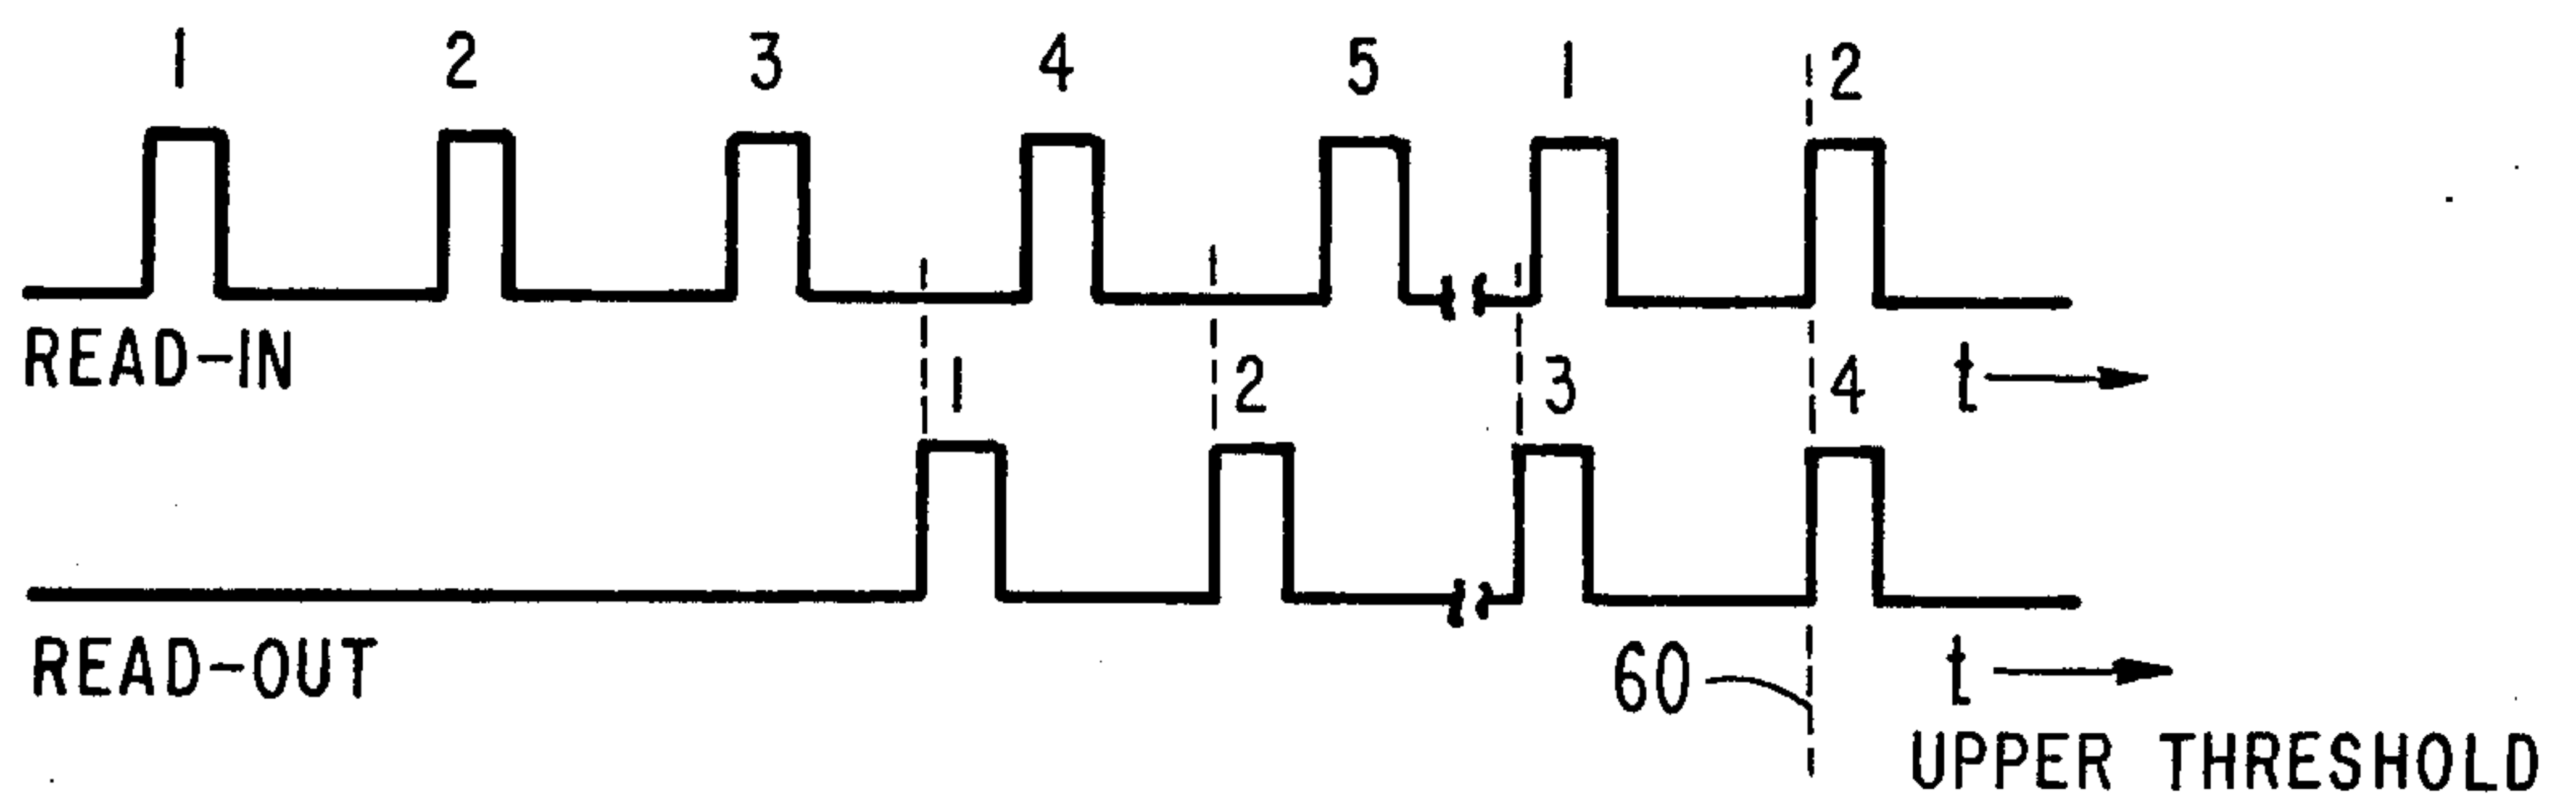 1 2 3 4 5 1 2
READ-IN
1 2 3 4 t
READ-OUT
60 t
UPPER THRESHOLD